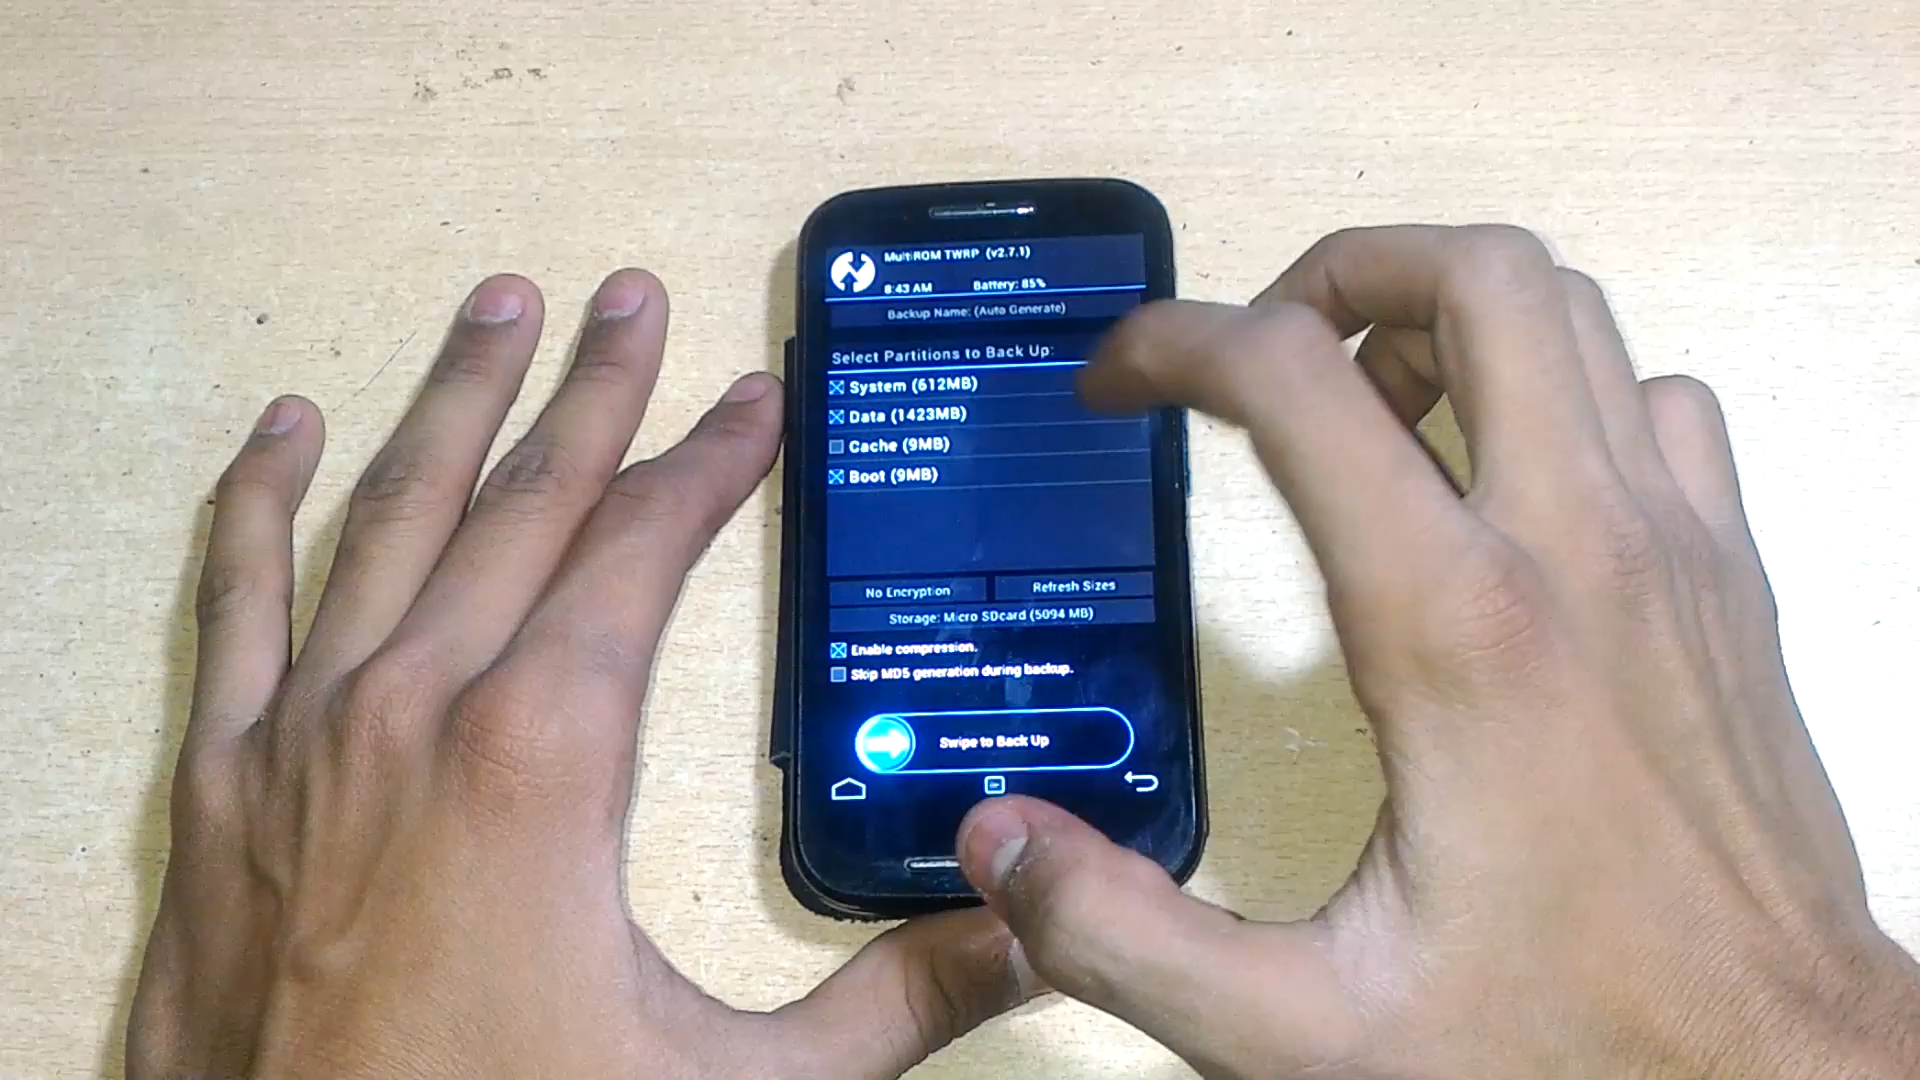 MultiROM TWRP (v2.7.1)
8:43 AM Battery: 85%
Backup Name: (Auto Generate)
Select Partitions to Back Up:
System (612MB)
Data (1423MB)
Cache (9MB)
Boot (9MB)
No Encryption Refresh Sizes
Storage: Micro SDcard (5094 MB)
Enable compression.
Skip MD5 generation during backup.
Swipe to Back Up